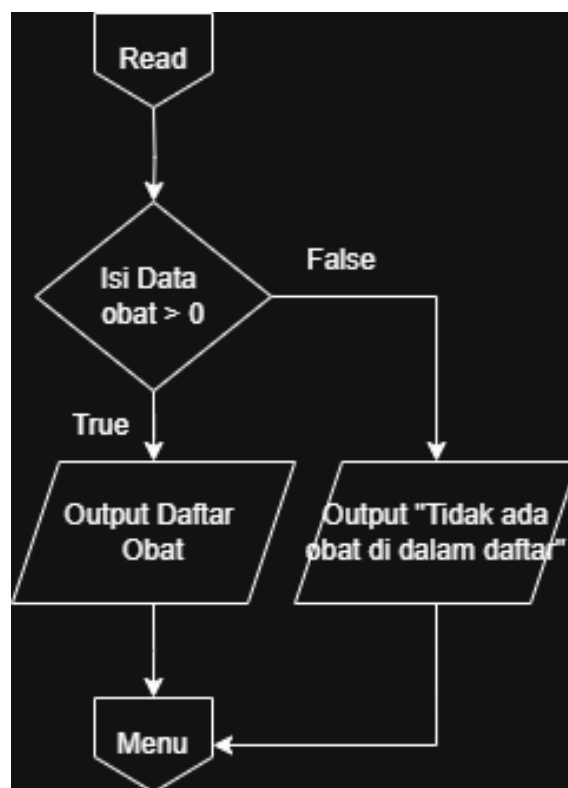 Read
Isi Data
obat > 0
False
True
Output Daftar
Obat
Output "Tidak ada
obat di dalam daftar"
Menu